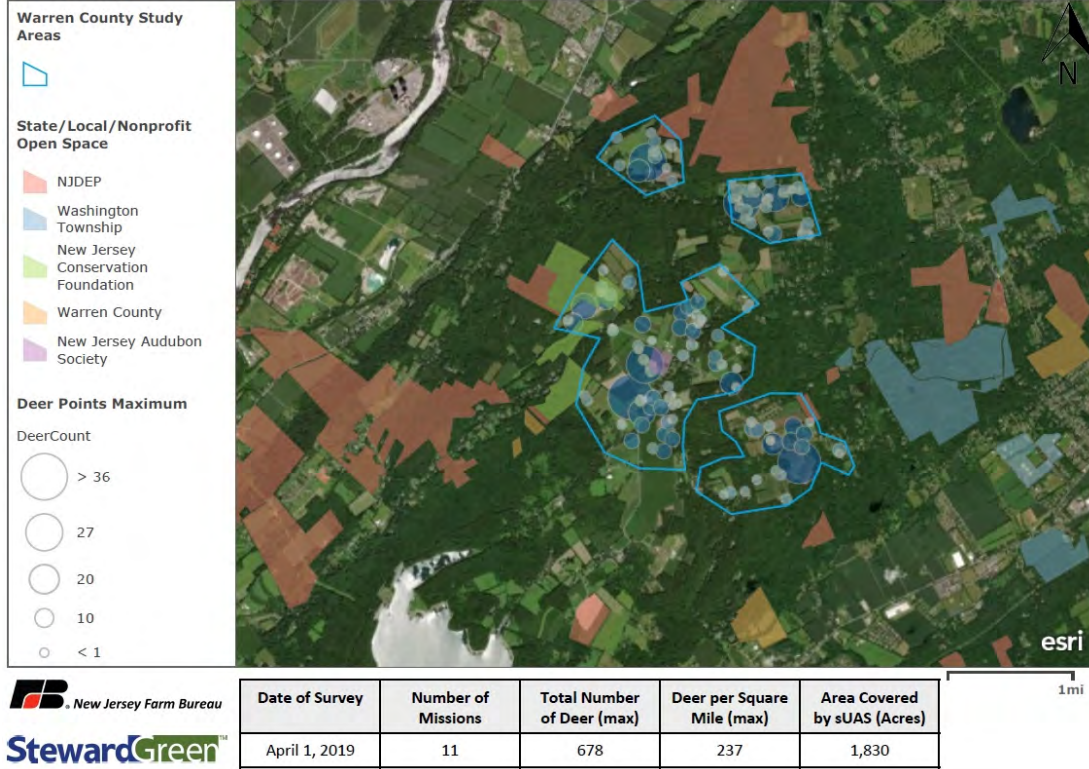 Warren County Study
Areas
State/Local/Nonprofit
Open Space
NJDEP
Washington
Township
New Jersey
Conservation
Foundation
Warren County
New Jersey Audubon
Society
Deer Points Maximum
DeerCount
> 36
27
20
10
< 1
N
esri
1mi
FB® New Jersey Farm Bureau
StewardGreen™
Date of Survey
Number of
Missions
Total Number
of Deer (max)
Deer per Square
Mile (max)
Area Covered
by sUAS (Acres)
April 1, 2019
11
678
237
1,830